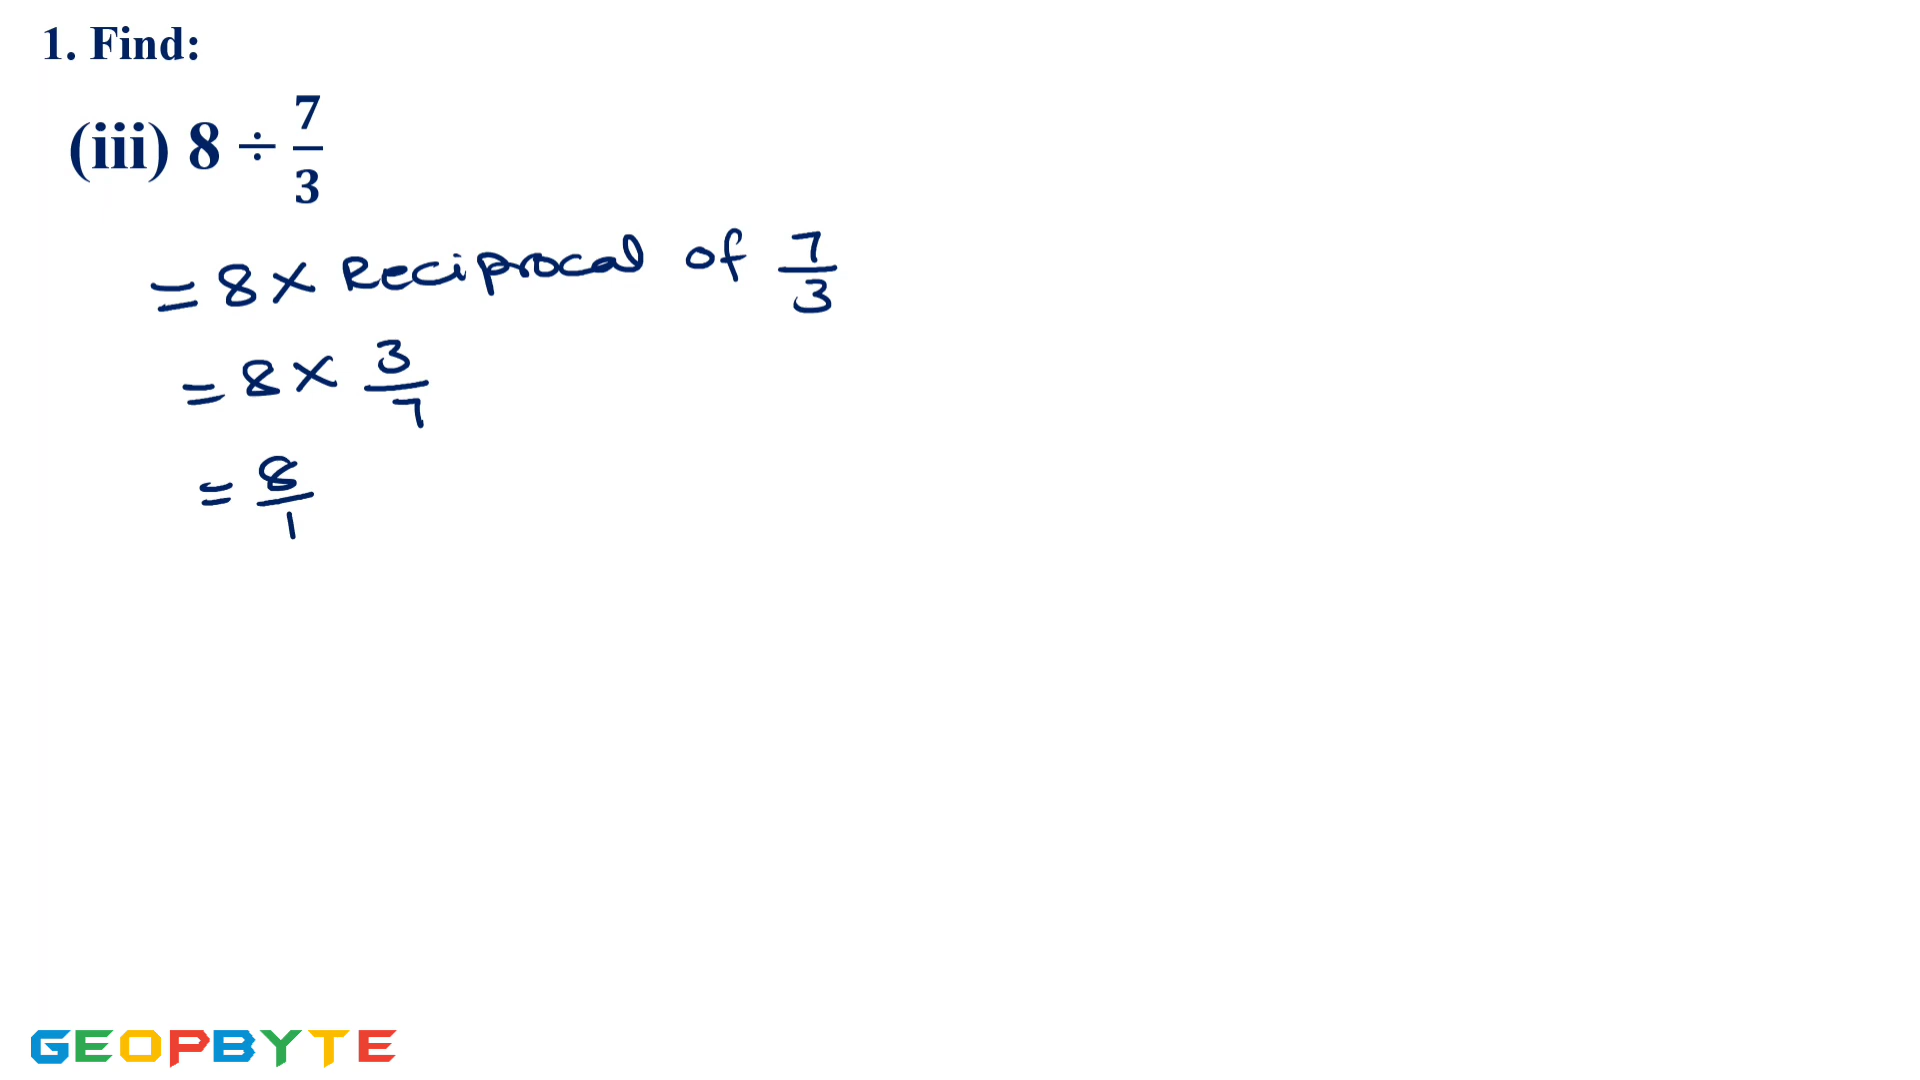 1. Find:
(iii) 8 ÷ 7/3
= 8 × Reciprocal of 7/3
= 8 × 3/7
= 8/1
GEOPBYTE